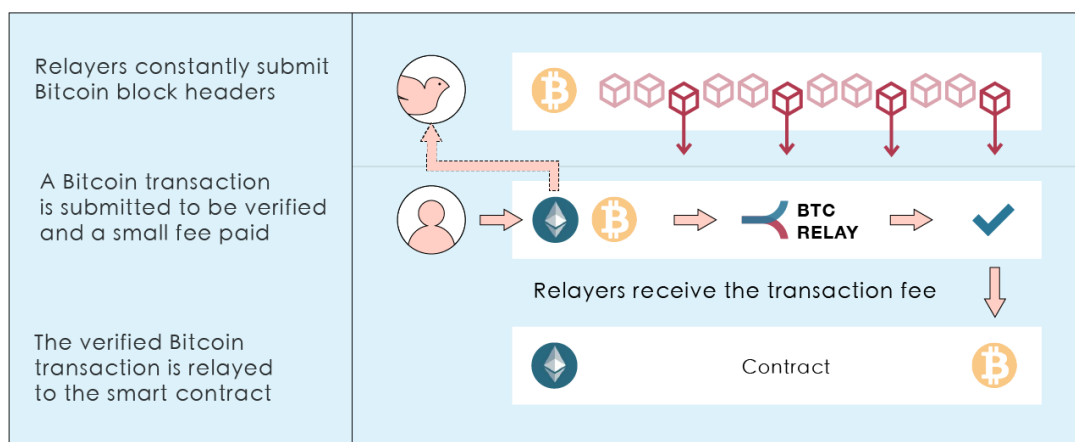 Relayers constantly submit
Bitcoin block headers
A Bitcoin transaction
is submitted to be verified
and a small fee paid
BTC
RELAY
Relayers receive the transaction fee
The verified Bitcoin
transaction is relayed
to the smart contract
Contract